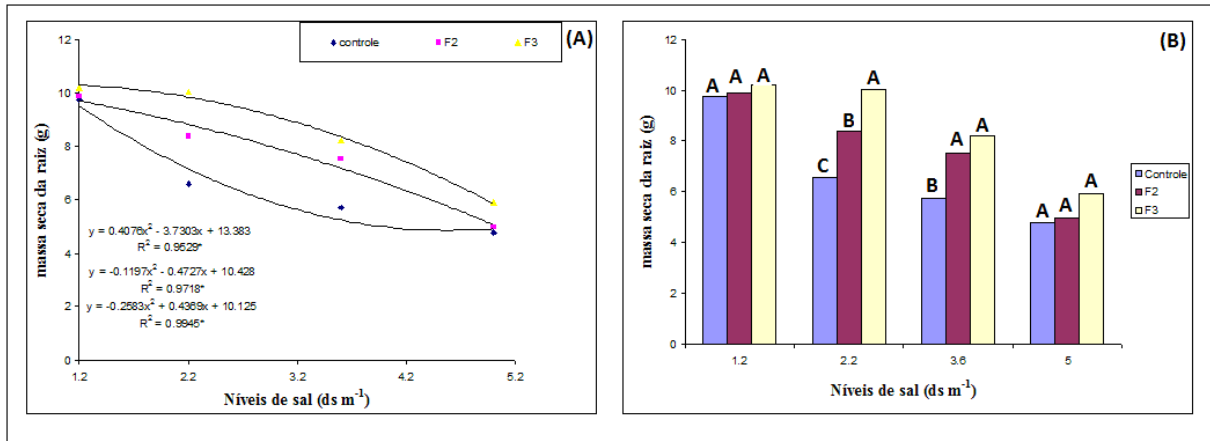 (A)
controle F2 F3
massa seca da raiz (g)
12
10
8
6
4
2
0
y = 0.4076x² - 3.7303x + 13.383
R² = 0.9529*
y = -0.1197x² - 0.4727x + 10.428
R² = 0.9718*
y = -0.2583x² + 0.4369x + 10.125
R² = 0.9945*
1.2 2.2 3.2 4.2 5.2
Níveis de sal (ds m⁻¹)
(B)
massa seca da raiz (g)
12
10
8
6
4
2
0
A A A
C B A
B A A
A A A
1.2 2.2 3.6 5
Níveis de sal (ds m⁻¹)
Controle
F2
F3